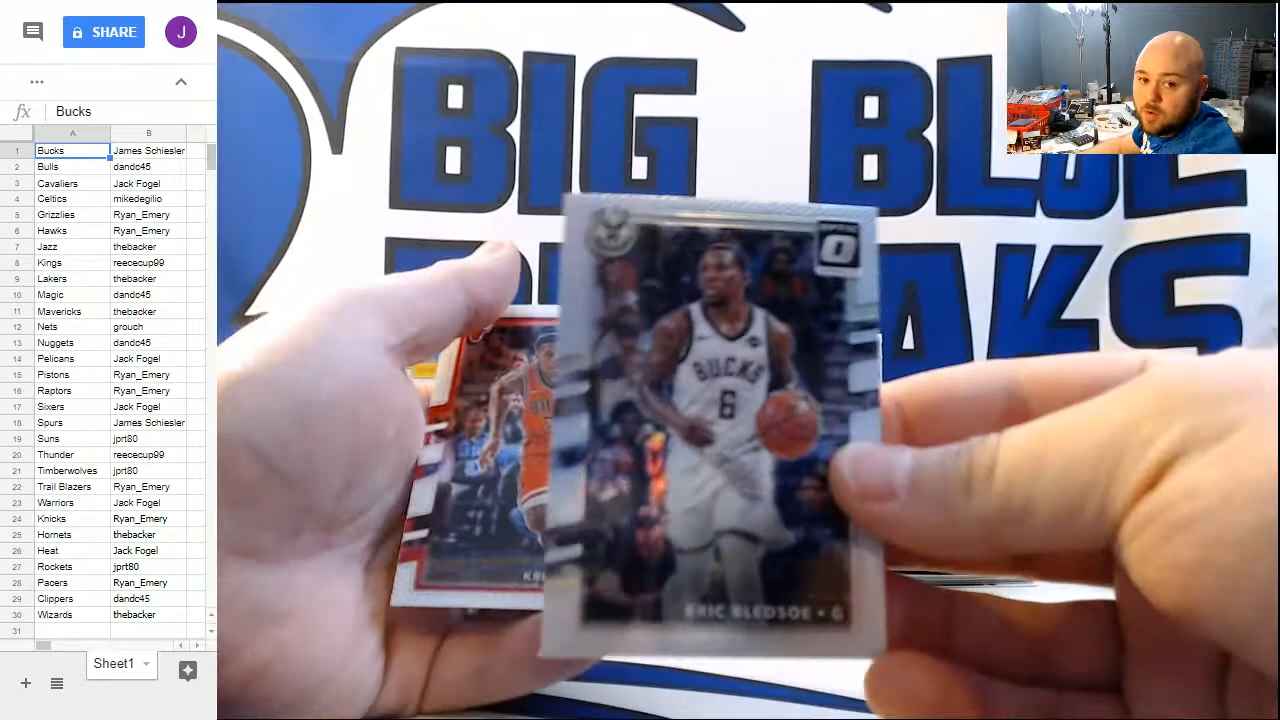 SHARE
J
...
fx Bucks
A B
1 Bucks James Schiesler
2 Bulls dandc45
3 Cavaliers Jack Fogel
4 Celtics mikedegilio
5 Grizzlies Ryan_Emery
6 Hawks Ryan_Emery
7 Jazz thebacker
8 Kings reececup99
9 Lakers thebacker
10 Magic dandc45
11 Mavericks thebacker
12 Nets grouch
13 Nuggets dandc45
14 Pelicans Jack Fogel
15 Pistons Ryan_Emery
16 Raptors Ryan_Emery
17 Sixers Jack Fogel
18 Spurs James Schiesler
19 Suns jprt80
20 Thunder reececup99
21 Timberwolves jprt80
22 Trail Blazers Ryan_Emery
23 Warriors Jack Fogel
24 Knicks Ryan_Emery
25 Hornets thebacker
26 Heat Jack Fogel
27 Rockets jprt80
28 Pacers Ryan_Emery
29 Clippers dandc45
30 Wizards thebacker
31
Sheet1
BIG BLUE
AKS
BUCKS
6
ERIC BLEDSOE • G
KRI